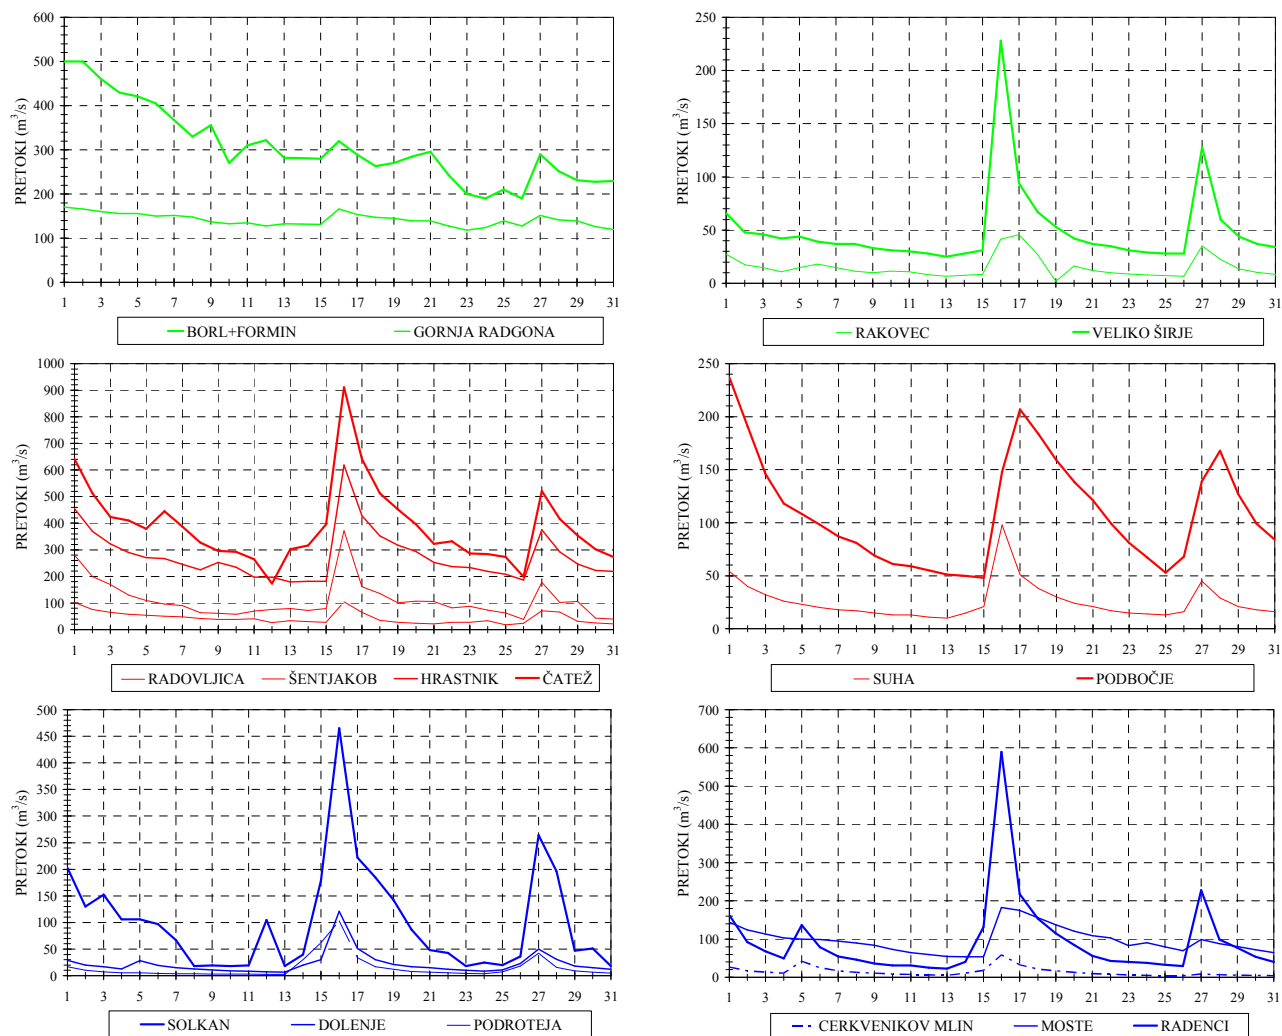 PRETOKI (m³/s)
600
500
400
300
200
100
0
1 3 5 7 9 11 13 15 17 19 21 23 25 27 29 31
BORL+FORMIN GORNJA RADGONA
PRETOKI (m³/s)
250
200
150
100
50
0
1 3 5 7 9 11 13 15 17 19 21 23 25 27 29 31
RAKOVEC VELIKO ŠIRJE
PRETOKI (m³/s)
1000
900
800
700
600
500
400
300
200
100
0
1 3 5 7 9 11 13 15 17 19 21 23 25 27 29 31
RADOVLJICA ŠENTJAKOB HRASTNIK ČATEŽ
PRETOKI (m³/s)
250
200
150
100
50
0
1 3 5 7 9 11 13 15 17 19 21 23 25 27 29 31
SUHA PODBOČJE
PRETOKI (m³/s)
500
450
400
350
300
250
200
150
100
50
0
1 3 5 7 9 11 13 15 17 19 21 23 25 27 29 31
SOLKAN DOLENJE PODROTEJA
PRETOKI (m³/s)
700
600
500
400
300
200
100
0
1 3 5 7 9 11 13 15 17 19 21 23 25 27 29 31
CERKVENIKOV MLIN MOSTE RADENCI